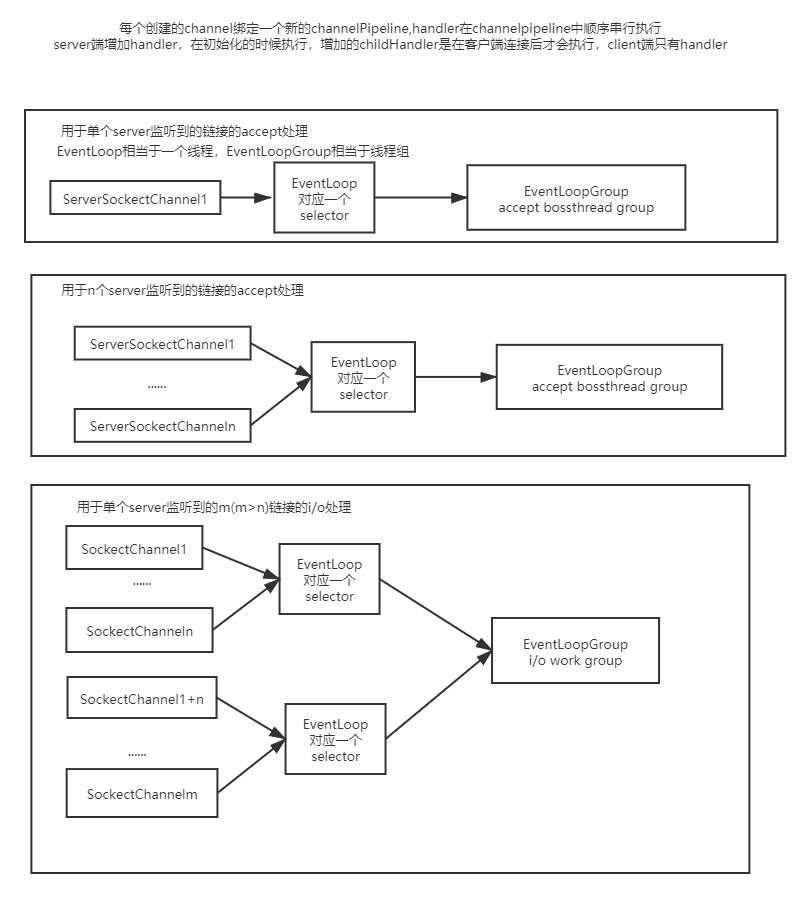 每个创建的channel绑定一个新的channelPipeline,handler在channelpipeline中顺序串行执行
server端增加handler，在初始化的时候执行，增加的childHandler是在客户端连接后才会执行，client端只有handler
用于单个server监听到的链接的accept处理
EventLoop相当于一个线程，EventLoopGroup相当于线程组
ServerSockectChannel1
EventLoop
对应一个
selector
EventLoopGroup
accept bossthread group
用于n个server监听到的链接的accept处理
ServerSockectChannel1
......
ServerSockectChanneln
EventLoop
对应一个
selector
EventLoopGroup
accept bossthread group
用于单个server监听到的m(m>n)链接的i/o处理
SockectChannel1
......
SockectChanneln
EventLoop
对应一个
selector
SockectChannel1+n
......
SockectChannelm
EventLoop
对应一个
selector
EventLoopGroup
i/o work group